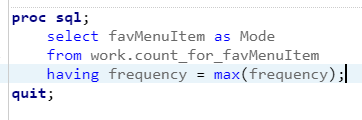 proc sql;
select favMenuItem as Mode
from work.count_for_favMenuItem
having frequency = max(frequency);
quit;